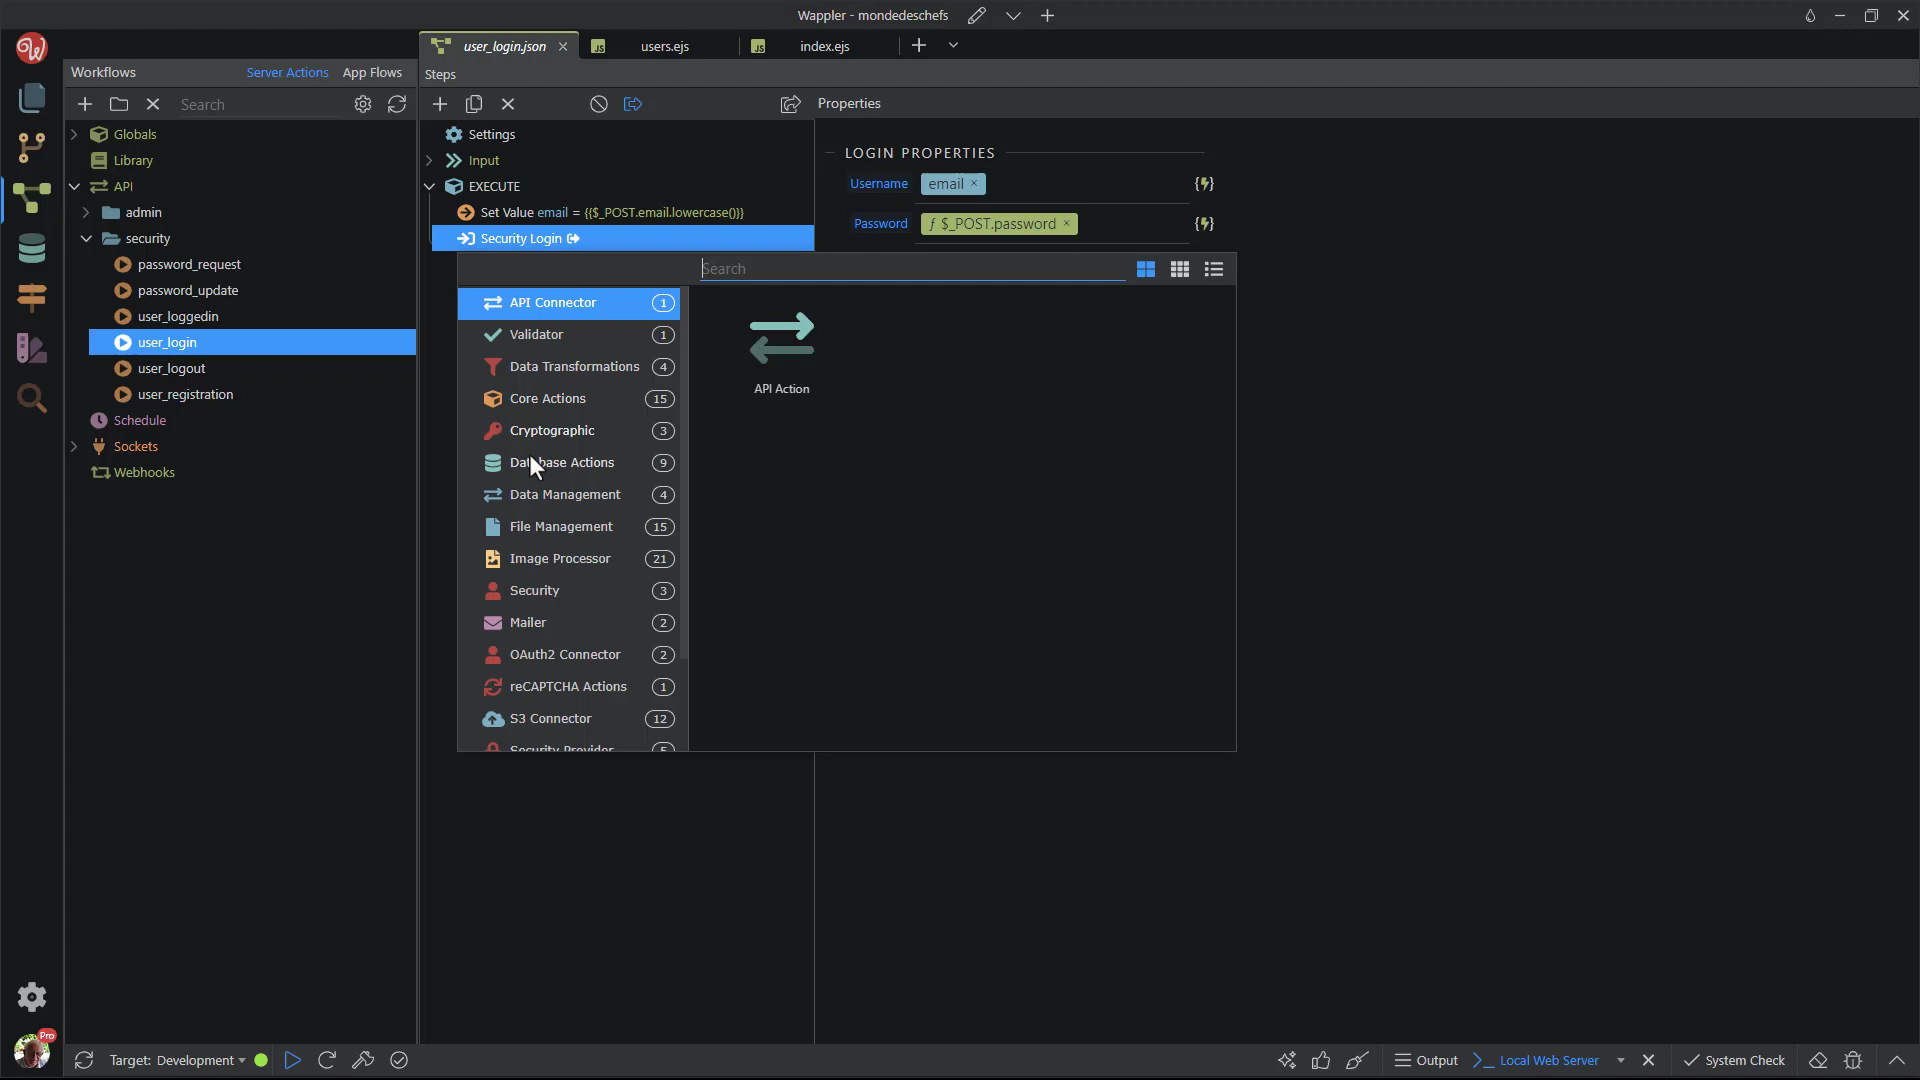 Wappler - mondedeschefs
user_login.json
users.ejs
index.ejs
Workflows
Server Actions
App Flows
Steps
Search
Properties
Globals
Library
API
admin
security
password_request
password_update
user_loggedin
user_login
user_logout
user_registration
Schedule
Sockets
Webhooks
Settings
Input
EXECUTE
Set Value email = {{$_POST.email.lowercase()}}
Security Login
LOGIN PROPERTIES
Username
email ×
Password
ƒ $_POST.password ×
Search
API Connector 1
Validator 1
Data Transformations 4
Core Actions 15
Cryptographic 3
Database Actions 9
Data Management 4
File Management 15
Image Processor 21
Security 3
Mailer 2
OAuth2 Connector 2
reCAPTCHA Actions 1
S3 Connector 12
Security Provider 5
API Action
Pro
Target: Development
Output
Local Web Server
System Check